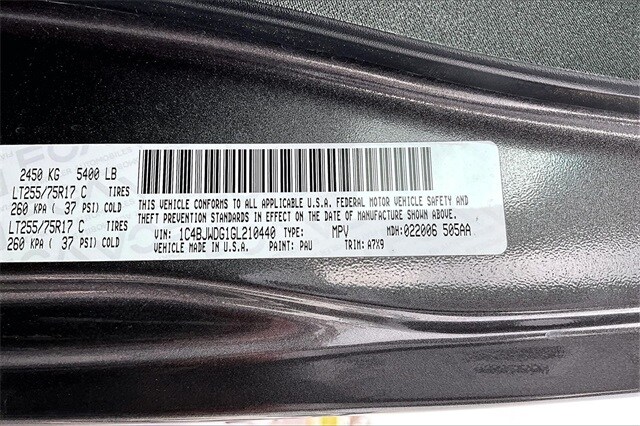 2450 KG 5400 LB
LT255/75R17 C TIRES
260 KPA ( 37 PSI) COLD
LT255/75R17 C TIRES
260 KPA ( 37 PSI) COLD
THIS VEHICLE CONFORMS TO ALL APPLICABLE U.S.A. FEDERAL MOTOR VEHICLE SAFETY AND
THEFT PREVENTION STANDARDS IN EFFECT ON THE DATE OF MANUFACTURE SHOWN ABOVE.
VIN: 1C4BJWDG1GL210440 TYPE: MPV MDH:022006 505AA
VEHICLE MADE IN U.S.A. PAINT: PAU TRIM: A7X9